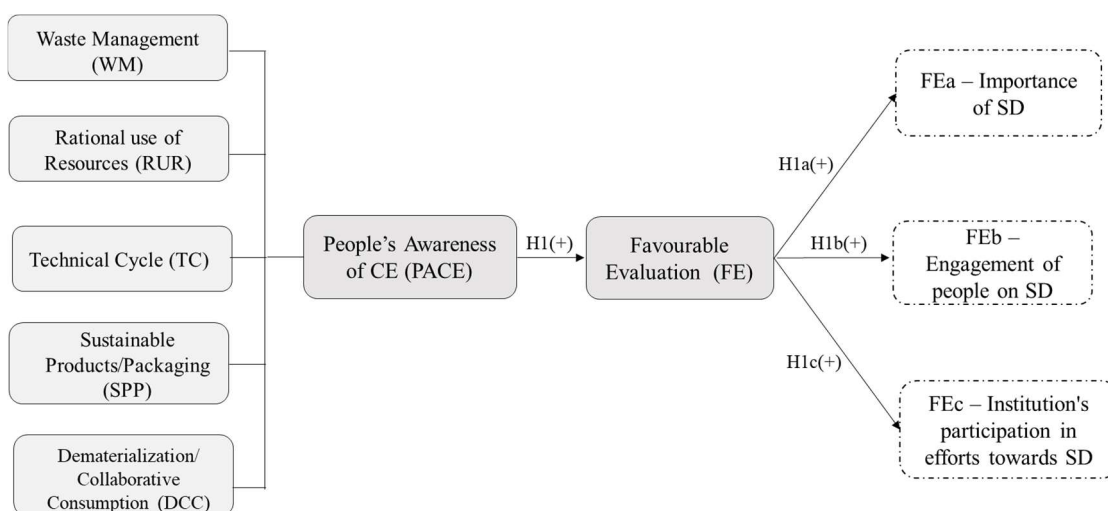 Waste Management
(WM)
Rational use of
Resources (RUR)
Technical Cycle (TC)
Sustainable
Products/Packaging
(SPP)
Dematerialization/
Collaborative
Consumption (DCC)
People's Awareness
of CE (PACE)
H1(+)
Favourable
Evaluation (FE)
H1a(+)
H1b(+)
H1c(+)
FEa – Importance
of SD
FEb –
Engagement of
people on SD
FEc – Institution's
participation in
efforts towards SD